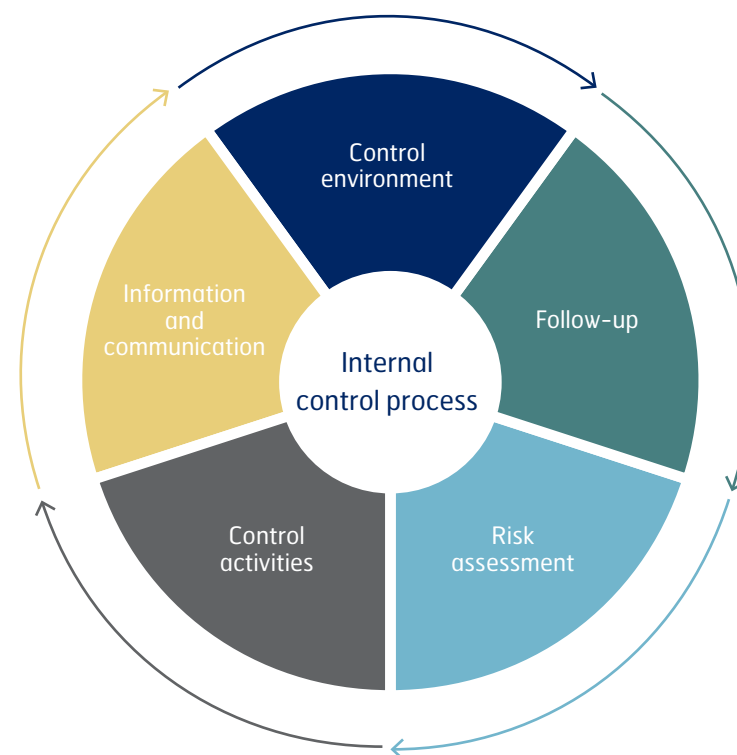 Control
environment
Follow-up
Risk
assessment
Control
activities
Information
and
communication
Internal
control process